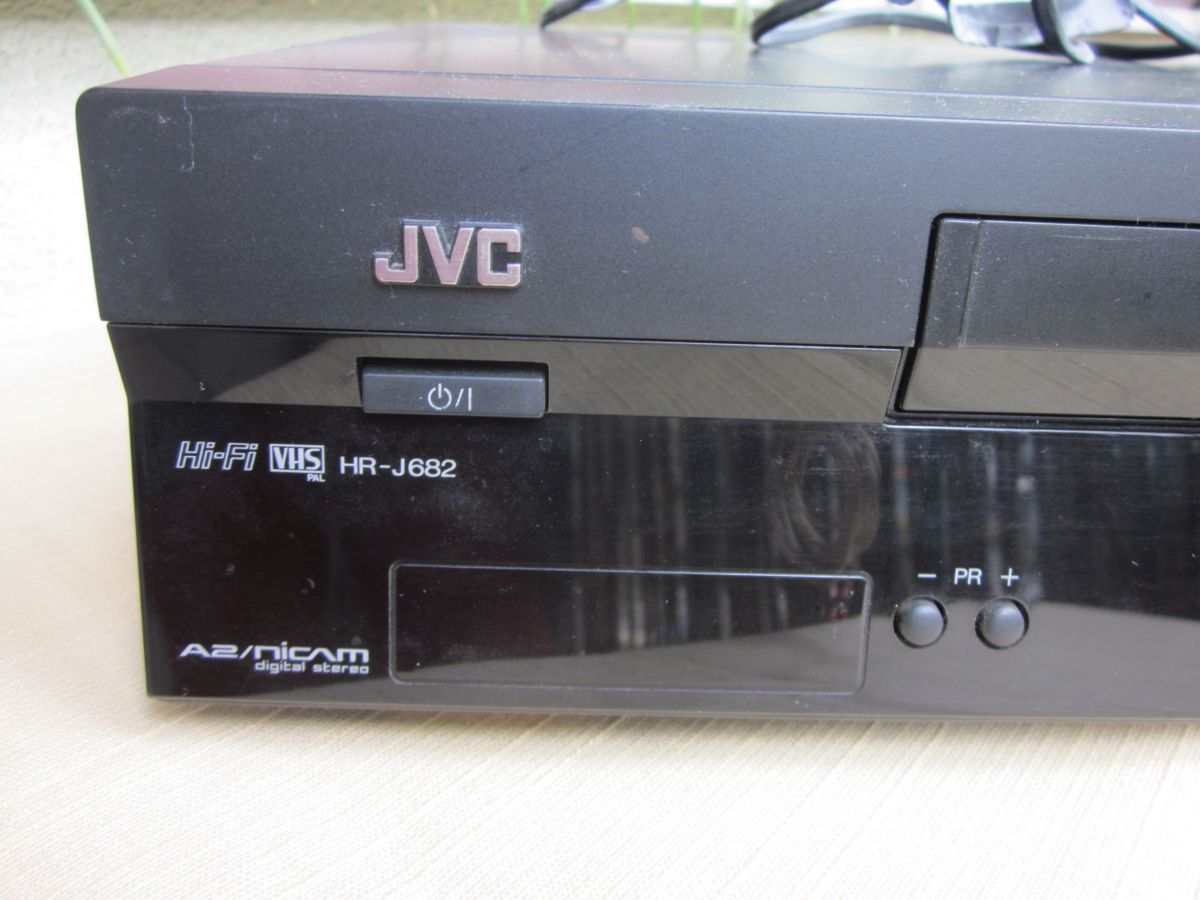 JVC
⏻/I
Hi-Fi VHS PAL HR-J682
– PR +
A2/nicam
digital stereo